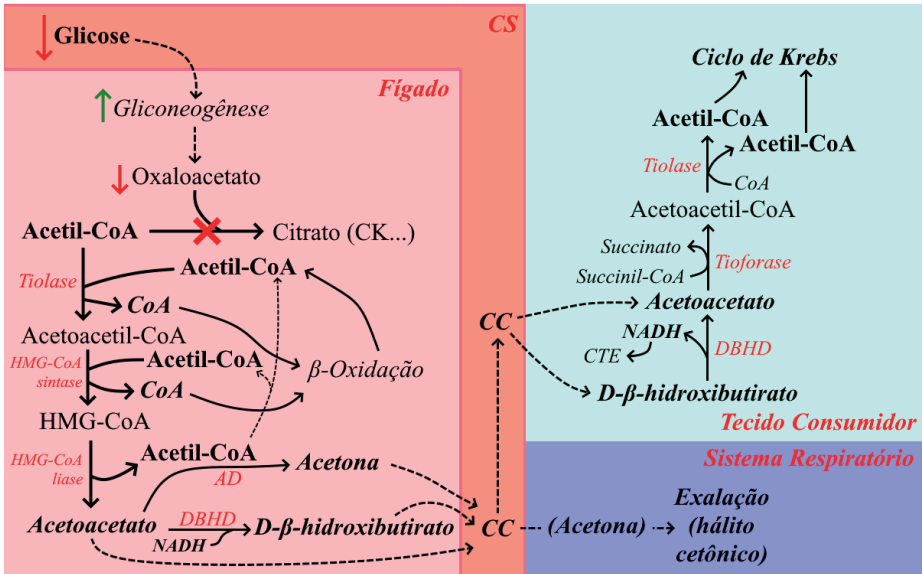 Glicose
CS
Fígado
Gliconeogênese
Oxaloacetato
Acetil-CoA
Citrato (CK...)
Acetil-CoA
Tiolase
CoA
Acetoacetil-CoA
β-Oxidação
HMG-CoA
sintase
Acetil-CoA
CoA
HMG-CoA
HMG-CoA
liase
Acetil-CoA
AD
Acetona
Acetoacetato
DBHD
NADH
D-β-hidroxibutirato
CC
CC
(Acetona)
Exalação
(hálito
cetônico)
Sistema Respiratório
Ciclo de Krebs
Acetil-CoA
Acetil-CoA
Tiolase
CoA
Acetoacetil-CoA
Succinato
Succinil-CoA
Tioforase
Acetoacetato
NADH
CTE
DBHD
D-β-hidroxibutirato
Tecido Consumidor